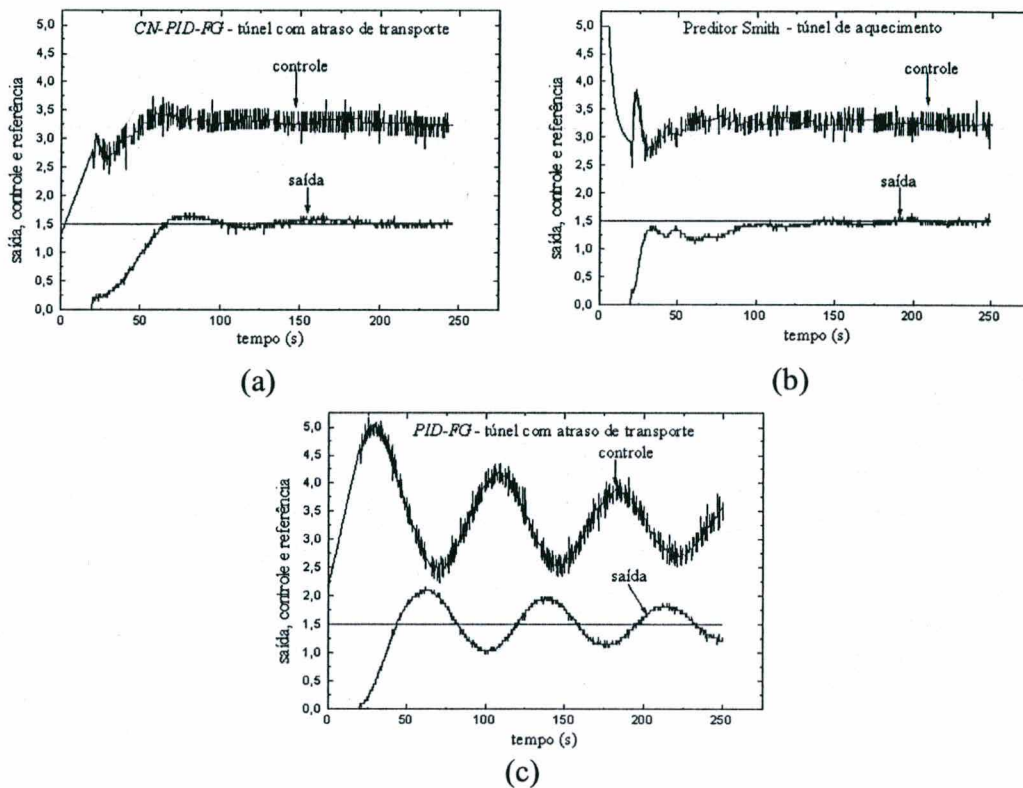 CN-PID-FG - túnel com atraso de transporte
controle
saída
saída, controle e referência
5,0
4,5
4,0
3,5
3,0
2,5
2,0
1,5
1,0
0,5
0,0
0
50
100
150
200
250
tempo (s)
(a)
Preditor Smith - túnel de aquecimento
controle
saída
saída, controle e referência
5,0
4,5
4,0
3,5
3,0
2,5
2,0
1,5
1,0
0,5
0,0
0
50
100
150
200
250
tempo (s)
(b)
PID-FG - túnel com atraso de transporte
controle
saída
saída, controle e referência
5,0
4,5
4,0
3,5
3,0
2,5
2,0
1,5
1,0
0,5
0,0
0
50
100
150
200
250
tempo (s)
(c)